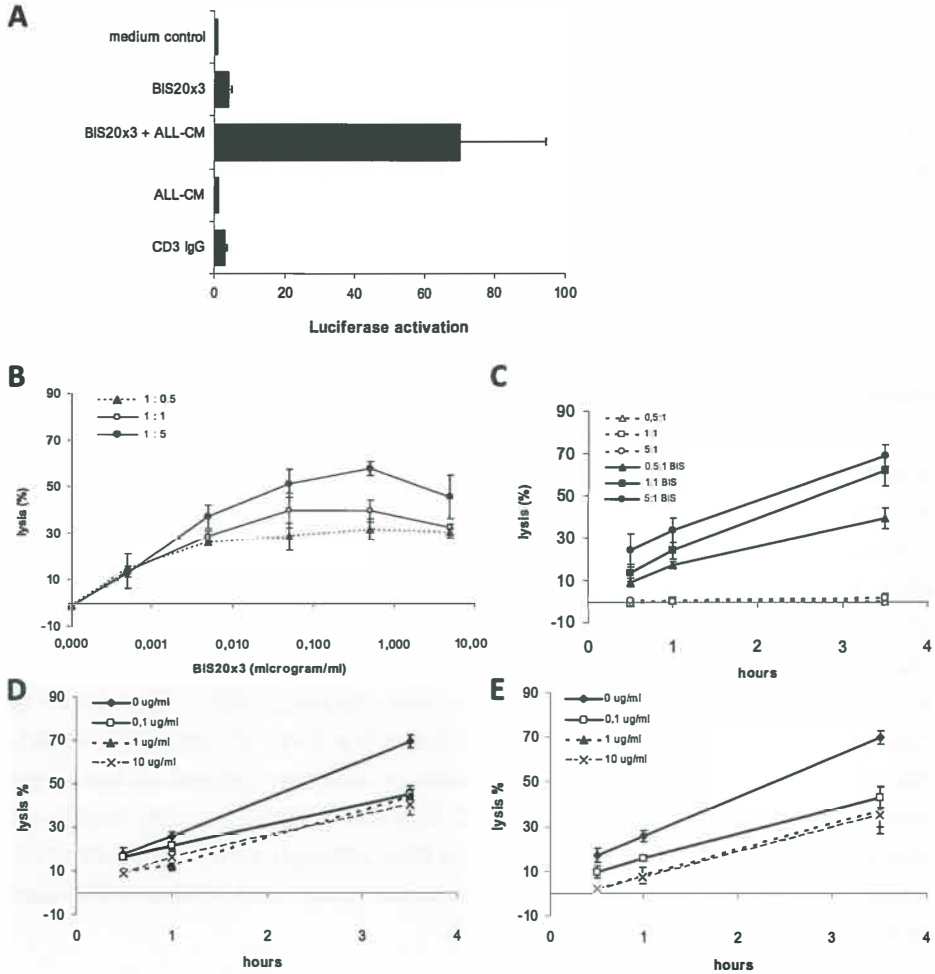 A
medium control
BIS20x3
BIS20x3 + ALL-CM
ALL-CM
CD3 IgG
0 20 40 60 80 100
Luciferase activation
B
90
70
50
30
10
-10
lysis (%)
1 : 0.5
1 : 1
1 : 5
0,000 0,001 0,010 0,100 1,000 10,00
BIS20x3 (microgram/ml)
C
90
70
50
30
10
-10
lysis (%)
0,5:1
1:1
5:1
0.5:1 BIS
1:1 BIS
5:1 BIS
0 1 2 3 4
hours
D
90
70
50
30
10
-10
lysis %
0 ug/ml
0,1 ug/ml
1 ug/ml
10 ug/ml
0 1 2 3 4
hours
E
90
70
50
30
10
-10
lysis %
0 ug/ml
0,1 ug/ml
1 ug/ml
10 ug/ml
0 1 2 3 4
hours